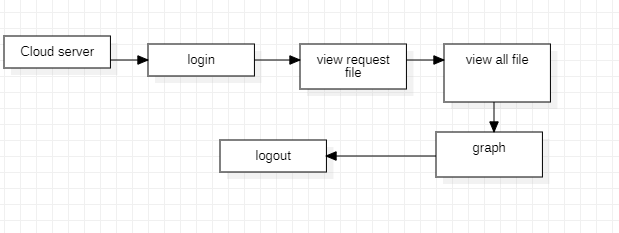 Cloud server
login
view request
file
view all file
graph
logout